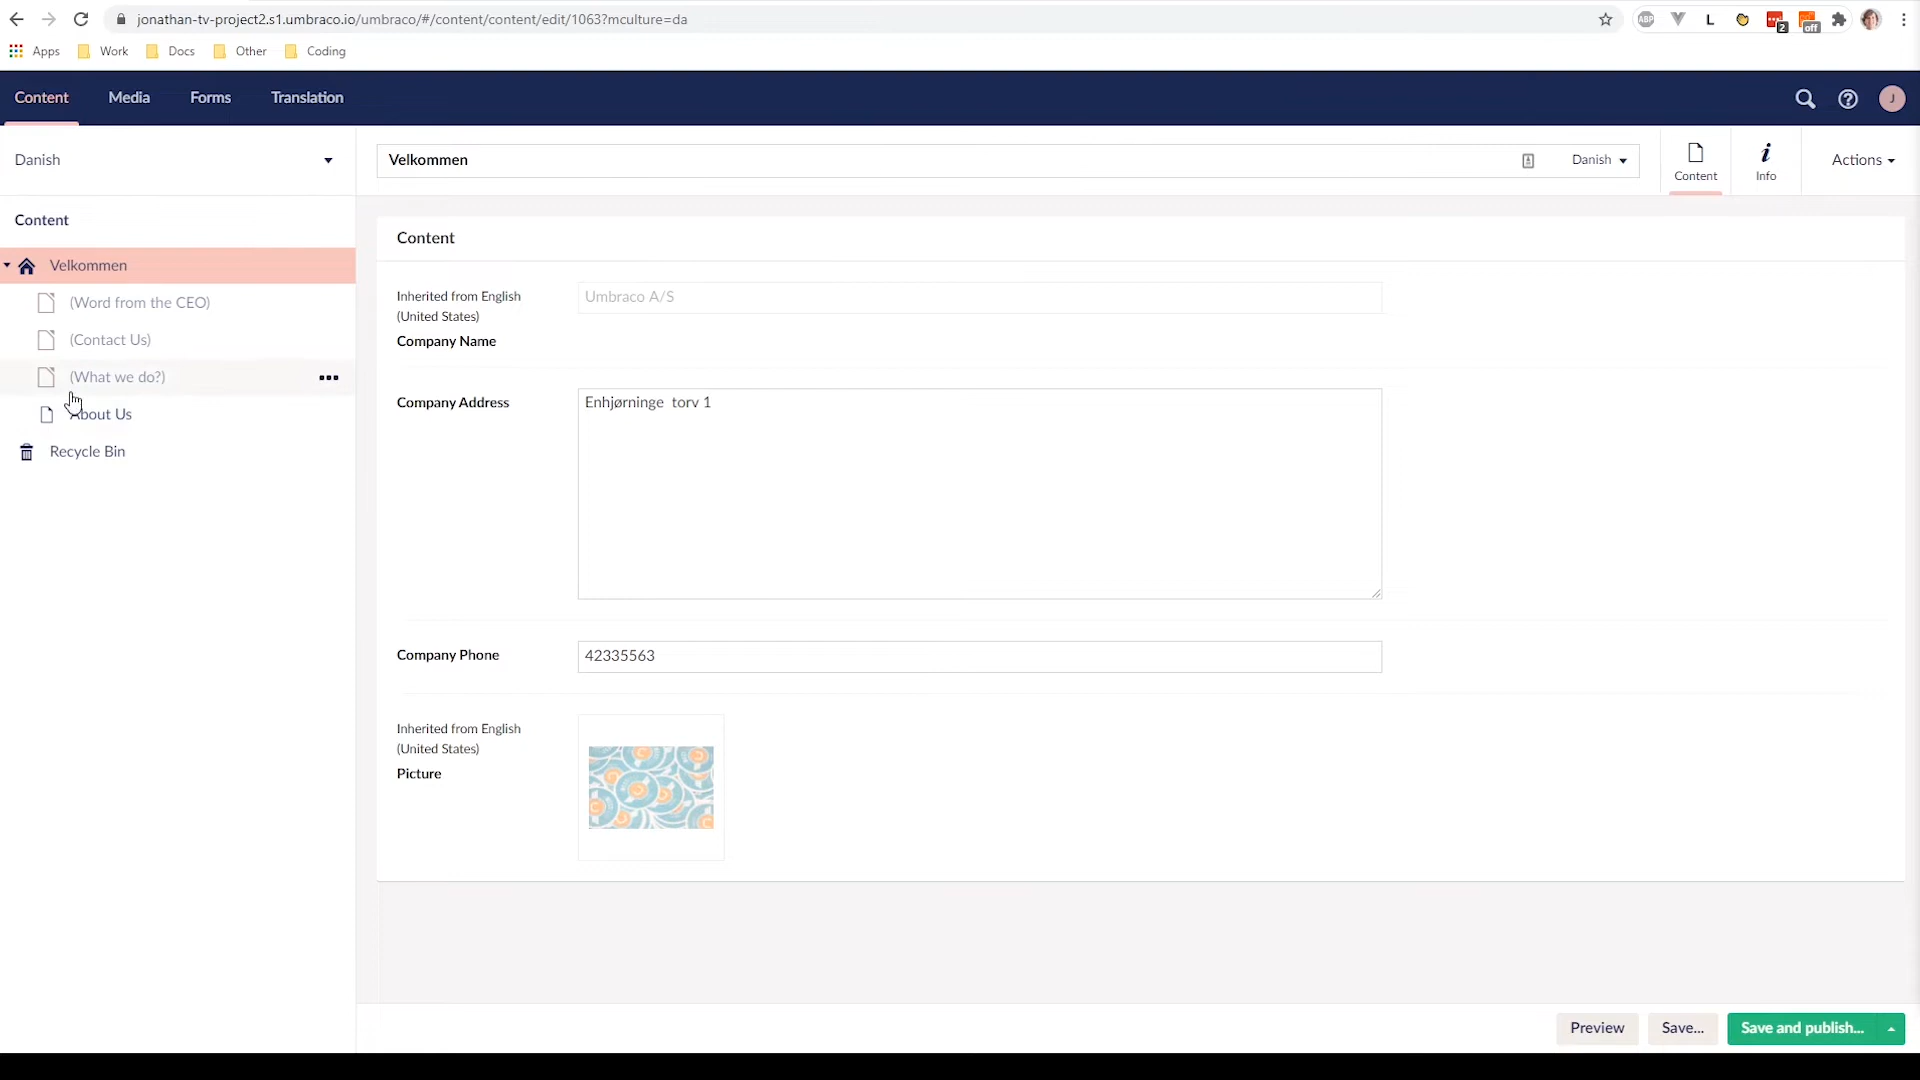 jonathan-tv-project2.s1.umbraco.io/umbraco/#/content/content/edit/1063?mculture=da
ABP
L
2
off
Apps
Work
Docs
Other
Coding
Content
Media
Forms
Translation
J
Danish
Velkommen
Danish
Content
Info
Actions
Content
Velkommen
(Word from the CEO)
(Contact Us)
(What we do?)
About Us
Recycle Bin
Content
Inherited from English
(United States)
Company Name
Umbraco A/S
Company Address
Enhjørninge torv 1
Company Phone
42335563
Inherited from English
(United States)
Picture
Preview
Save...
Save and publish...